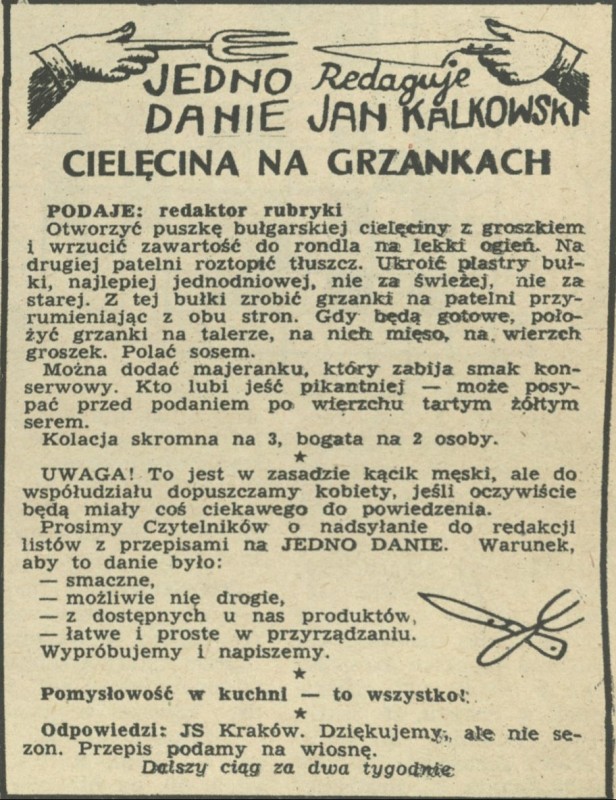 JEDNO DANIE
Redaguje JAN KALKOWSKI
CIELĘCINA NA GRZANKACH
PODAJE: redaktor rubryki
Otworzyć puszkę bułgarskiej cielęciny z groszkiem
i wrzucić zawartość do rondla na lekki ogień. Na
drugiej patelni roztopić tłuszcz. Ukroić plastry buł-
ki, najlepiej jednodniowej, nie za świeżej, nie za
starej. Z tej bułki zrobić grzanki na patelni przy-
rumieniając z obu stron. Gdy będą gotowe, poło-
żyć grzanki na talerze, na nich mięso, na wierzch
groszek. Polać sosem.
Można dodać majeranku, który zabija smak kon-
serwowy. Kto lubi jeść pikantniej — może posy-
pać przed podaniem po wierzchu tartym żółtym
serem.
Kolacja skromna na 3, bogata na 2 osoby.
★
UWAGA! To jest w zasadzie kącik męski, ale do
współudziału dopuszczamy kobiety, jeśli oczywiście
będą miały coś ciekawego do powiedzenia.
Prosimy Czytelników o nadsyłanie do redakcji
listów z przepisami na JEDNO DANIE. Warunek,
aby to danie było:
— smaczne,
— możliwie nie drogie,
— z dostępnych u nas produktów,
— łatwe i proste w przyrządzaniu.
Wypróbujemy i napiszemy.
★
Pomysłowość w kuchni — to wszystko!
★
Odpowiedzi: JS Kraków. Dziękujemy, ale nie se-
zon. Przepis podamy na wiosnę.
Dalszy ciąg za dwa tygodnie